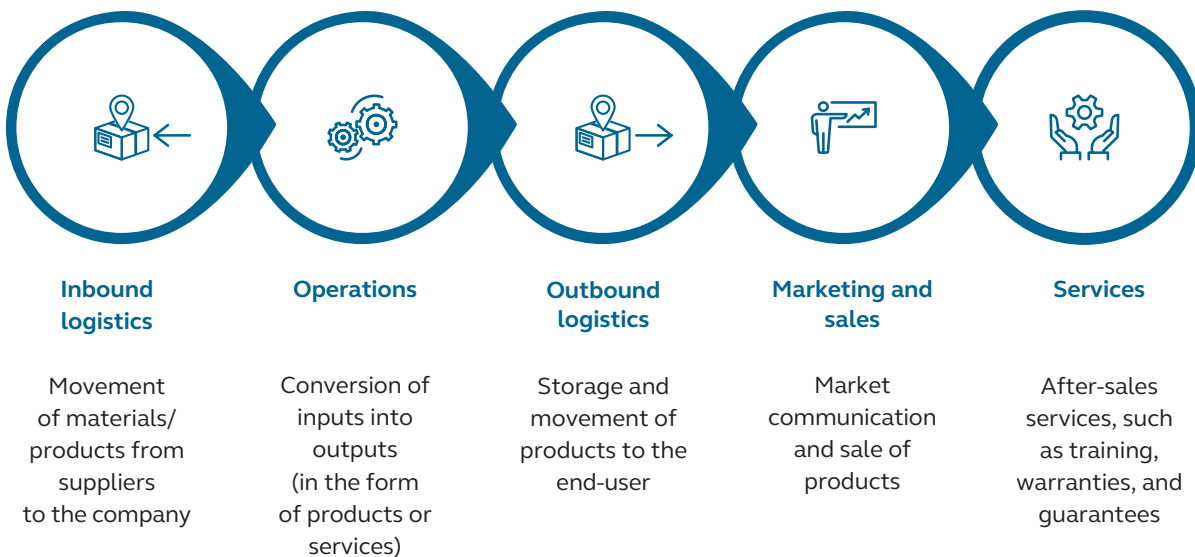 Inbound
logistics
Movement
of materials/
products from
suppliers
to the company
Operations
Conversion of
inputs into
outputs
(in the form
of products or
services)
Outbound
logistics
Storage and
movement of
products to the
end-user
Marketing and
sales
Market
communication
and sale of
products
Services
After-sales
services, such
as training,
warranties, and
guarantees